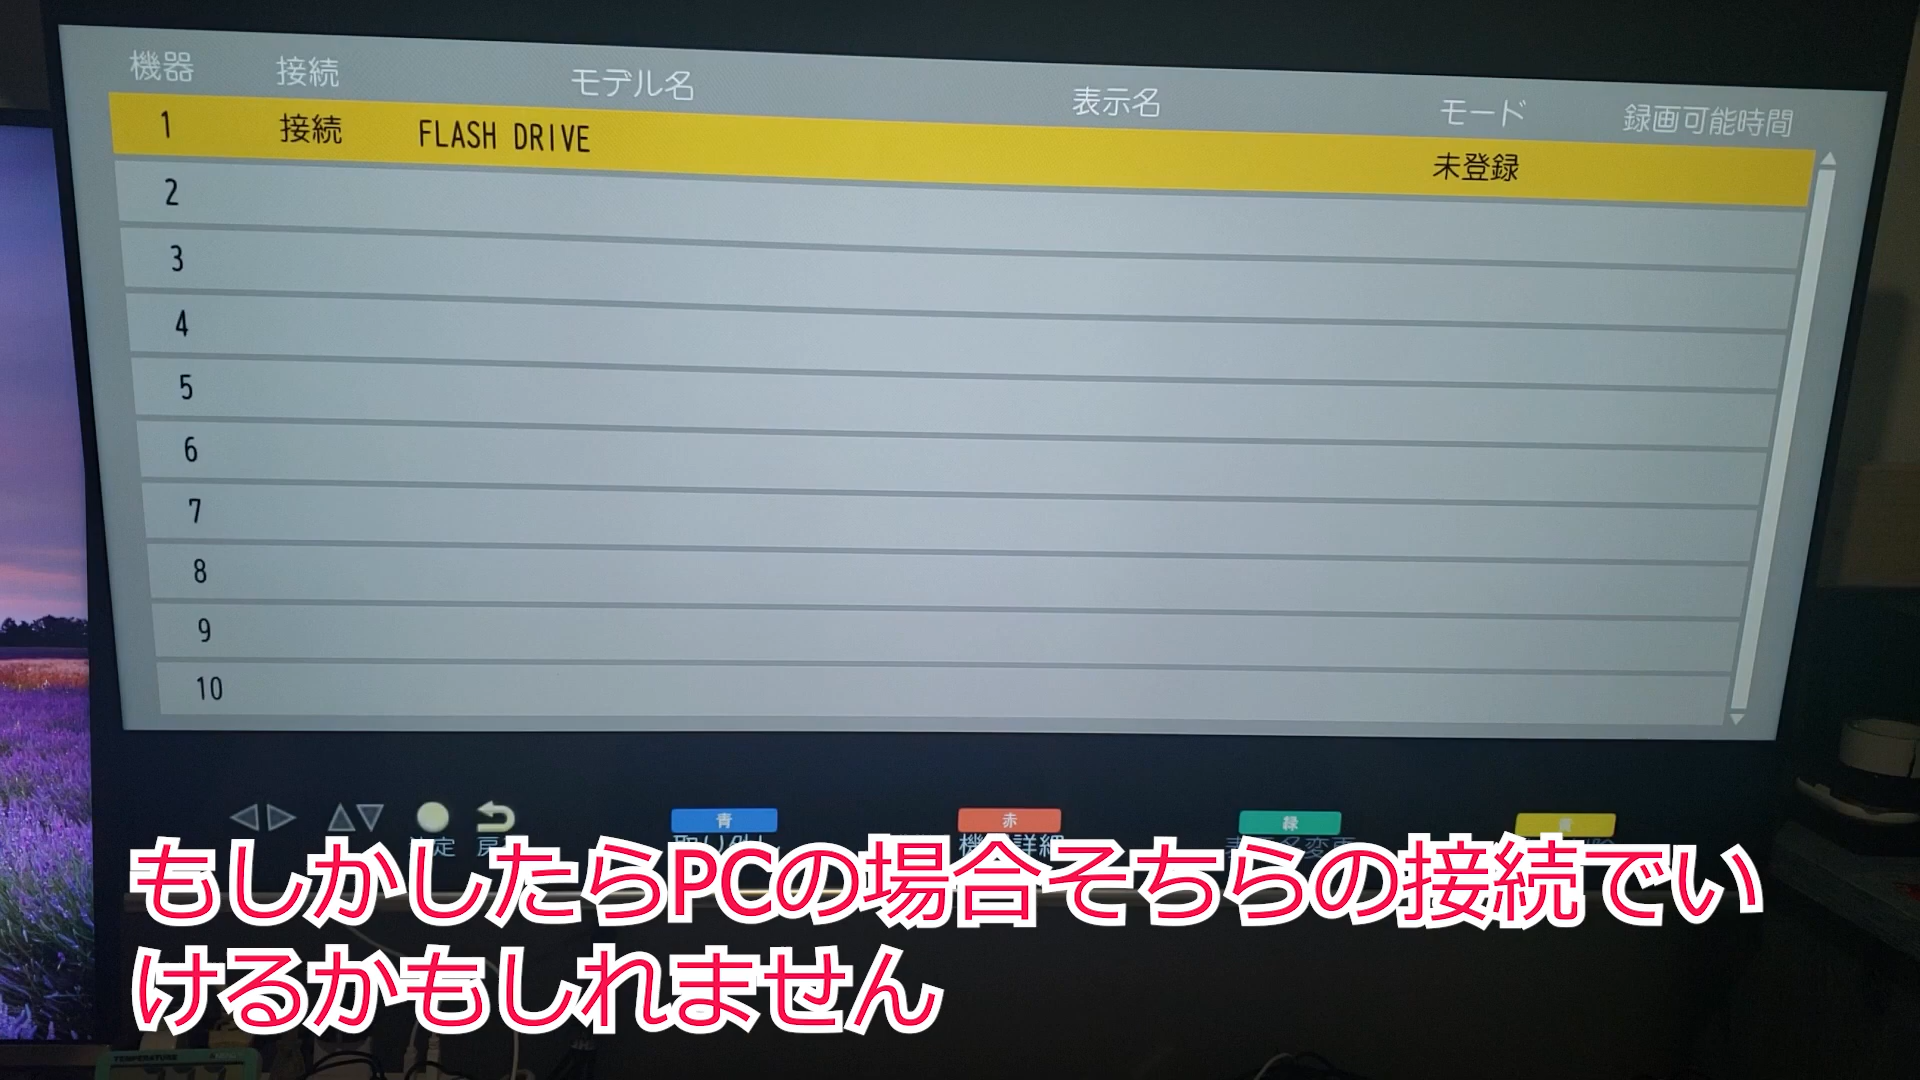 機器 接続 モデル名 表示名 モード 録画可能時間
1 接続 FLASH DRIVE 未登録
2
3
4
5
6
7
8
9
10
青 赤 緑 黄
もしかしたらPCの場合そちらの接続でい
けるかもしれません
TEMPERATURE